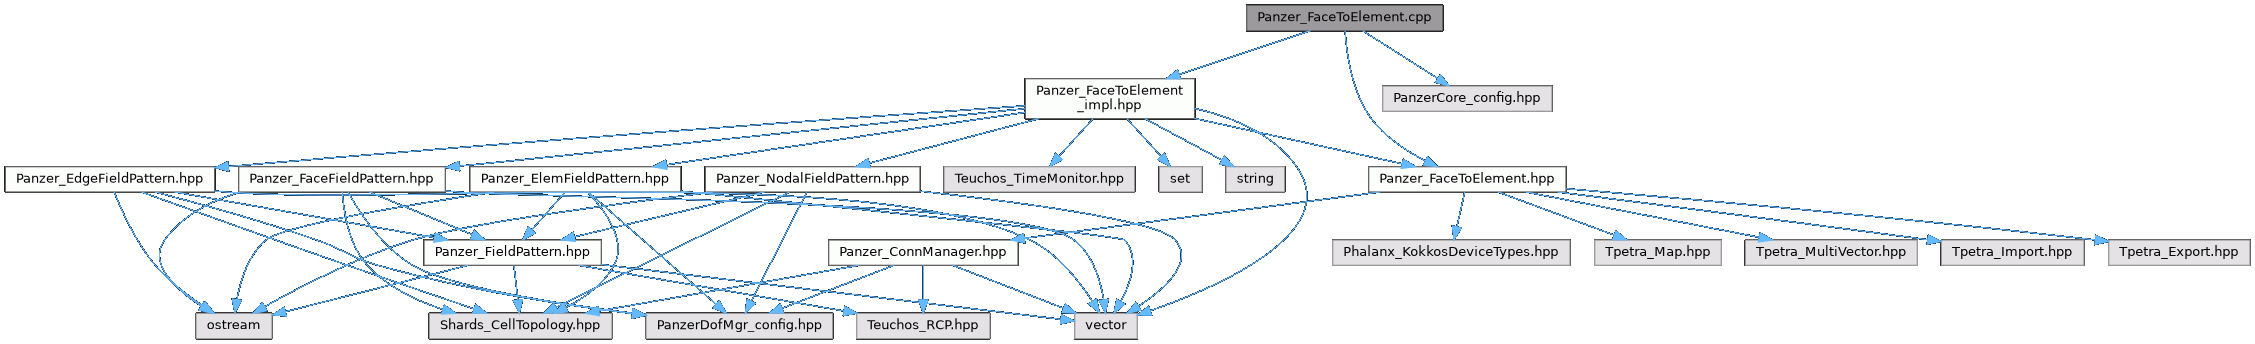 Panzer_FaceToElement.cpp
Panzer_FaceToElement
_impl.hpp
PanzerCore_config.hpp
Panzer_EdgeFieldPattern.hpp
Panzer_FaceFieldPattern.hpp
Panzer_ElemFieldPattern.hpp
Panzer_NodalFieldPattern.hpp
Teuchos_TimeMonitor.hpp
set
string
Panzer_FaceToElement.hpp
Panzer_FieldPattern.hpp
Panzer_ConnManager.hpp
Phalanx_KokkosDeviceTypes.hpp
Tpetra_Map.hpp
Tpetra_MultiVector.hpp
Tpetra_Import.hpp
Tpetra_Export.hpp
ostream
Shards_CellTopology.hpp
PanzerDofMgr_config.hpp
Teuchos_RCP.hpp
vector